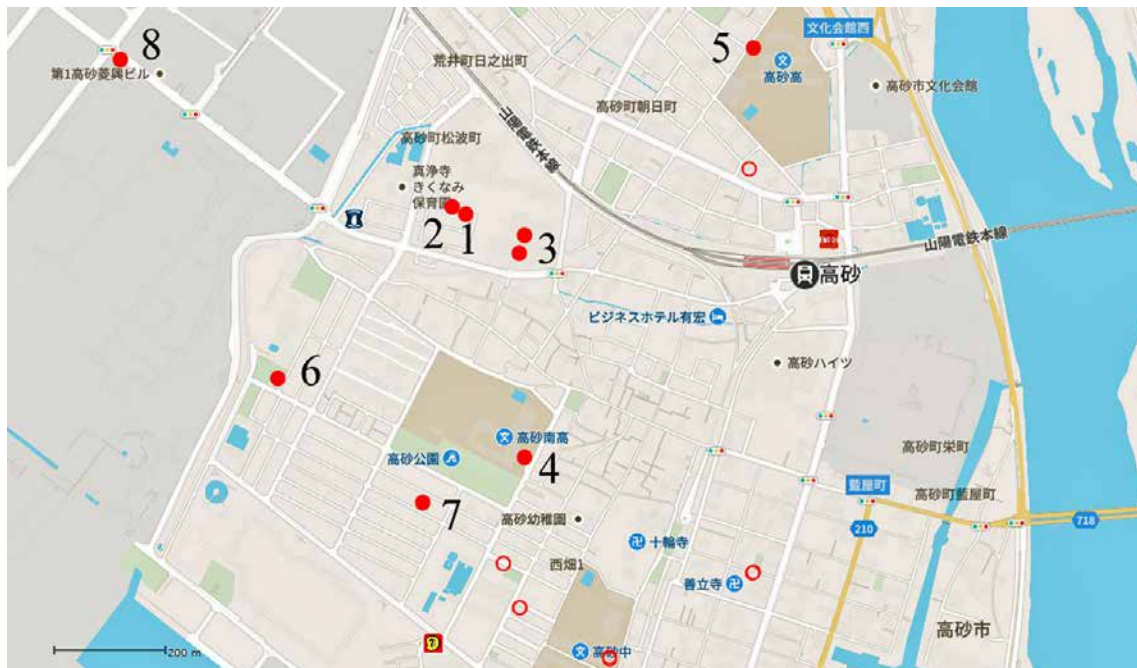 8
第1高砂菱興ビル
荒井町日之出町
5
文化会館西
高砂高
高砂市文化会館
高砂町朝日町
山陽電鉄本線
高砂町松波町
真浄寺
きくなみ
保育園
2
1
3
山陽電鉄本線
高砂
ビジネスホテル有宏
高砂ハイツ
6
高砂南高
高砂公園
4
高砂町栄町
藍屋町
高砂町藍屋町
7
高砂幼稚園
210
718
十輪寺
西畑1
善立寺
高砂市
高砂中
200 m